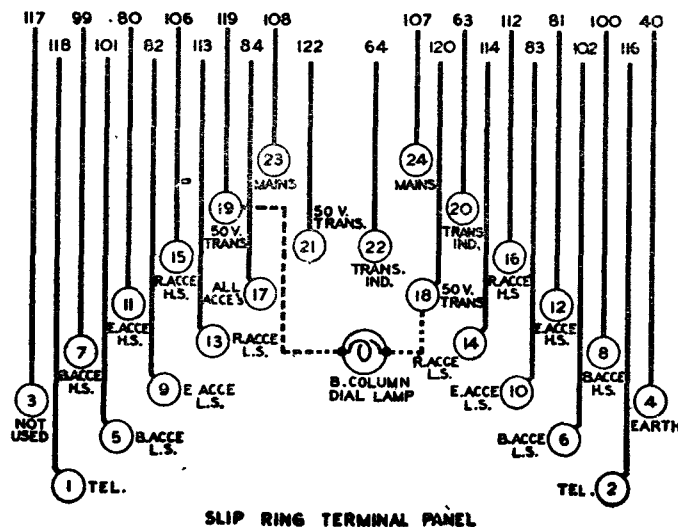 117 99 80 106 119 108 107 63 112 81 100 40
118 101 82 113 84 122 64 120 114 83 102 116
23 24
MAINS MAINS
19 20
50 V. TRANS TRANS. IND.
50 V. TRANS.
21 22
TRANS. IND.
15 16
R.ACCE H.S. R.ACCE H.S
17 18
ALL ACCES 50 V. TRANS
11 12
E.ACCE H.S. E.ACCE H.S.
13 14
R.ACCE L.S. R.ACCE L.S.
7 8
B.ACCE H.S. B.ACCE H.S.
B.COLUMN
DIAL LAMP
9 10
E.ACCE L.S. E.ACCE L.S.
3 4
NOT USED EARTH
5 6
B.ACCE L.S. B.ACCE L.S.
1 TEL. TEL. 2
SLIP RING TERMINAL PANEL